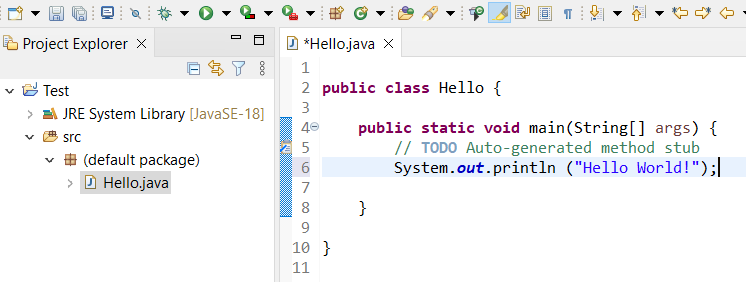 Project Explorer
Test
JRE System Library [JavaSE-18]
src
(default package)
Hello.java
*Hello.java
1
2 public class Hello {
3
4 public static void main(String[] args) {
5 // TODO Auto-generated method stub
6 System.out.println ("Hello World!");
7
8 }
9
10 }
11